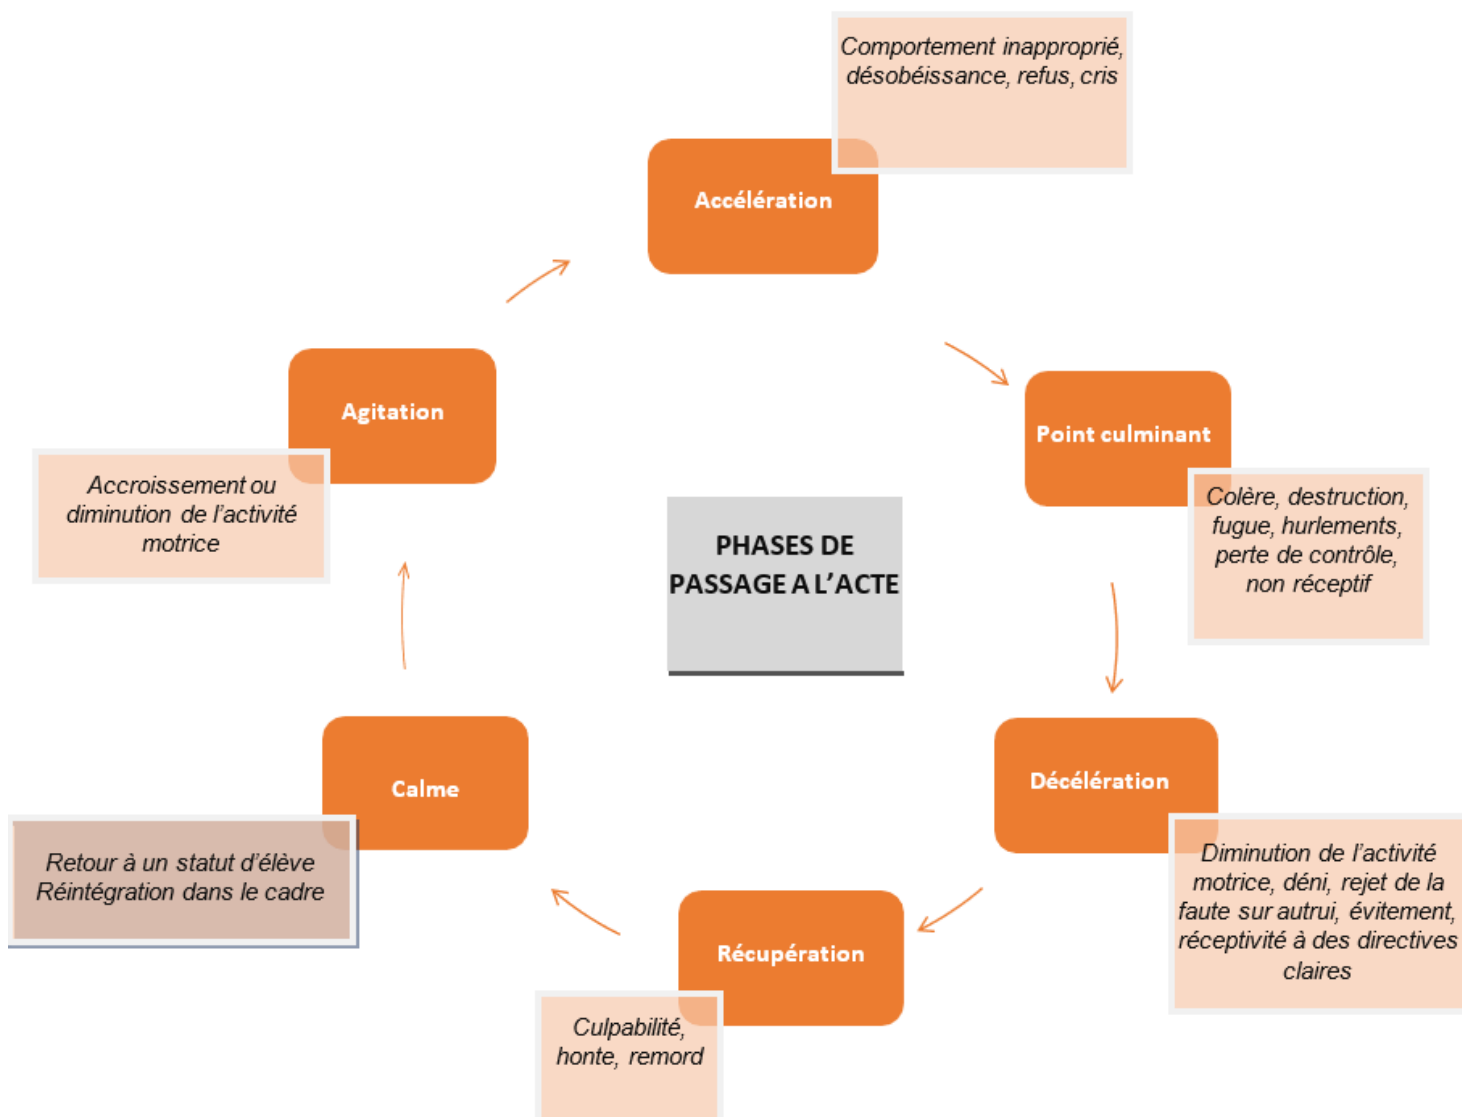 Comportement inapproprié,
désobéissance, refus, cris
Accélération
Point culminant
Colère, destruction,
fugue, hurlements,
perte de contrôle,
non réceptif
Décélération
Diminution de l’activité
motrice, déni, rejet de la
faute sur autrui, évitement,
réceptivité à des directives
claires
Récupération
Culpabilité,
honte, remord
Calme
Retour à un statut d’élève
Réintégration dans le cadre
Agitation
Accroissement ou
diminution de l’activité
motrice
PHASES DE
PASSAGE A L’ACTE